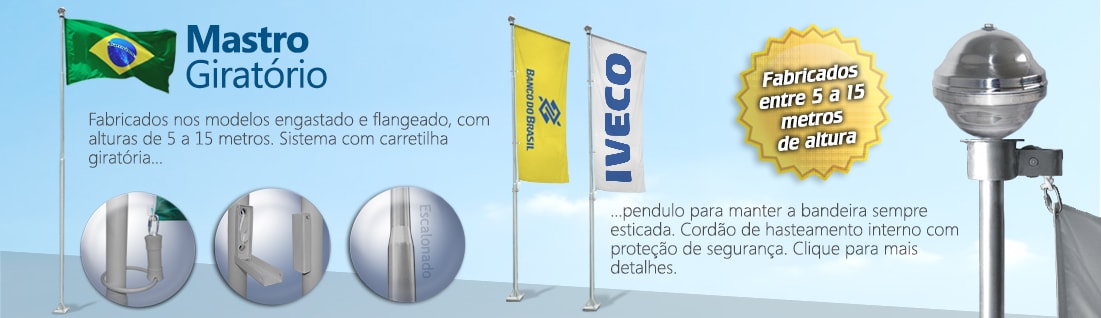 Mastro
Giratório
Fabricados nos modelos engastado e flangeado, com
alturas de 5 a 15 metros. Sistema com carretilha
giratória...
Escalonado
BANCO DO BRASIL
IVECO
Fabricados
entre 5 a 15
metros
de altura
...pendulo para manter a bandeira sempre
esticada. Cordão de hasteamento interno com
proteção de segurança. Clique para mais
detalhes.